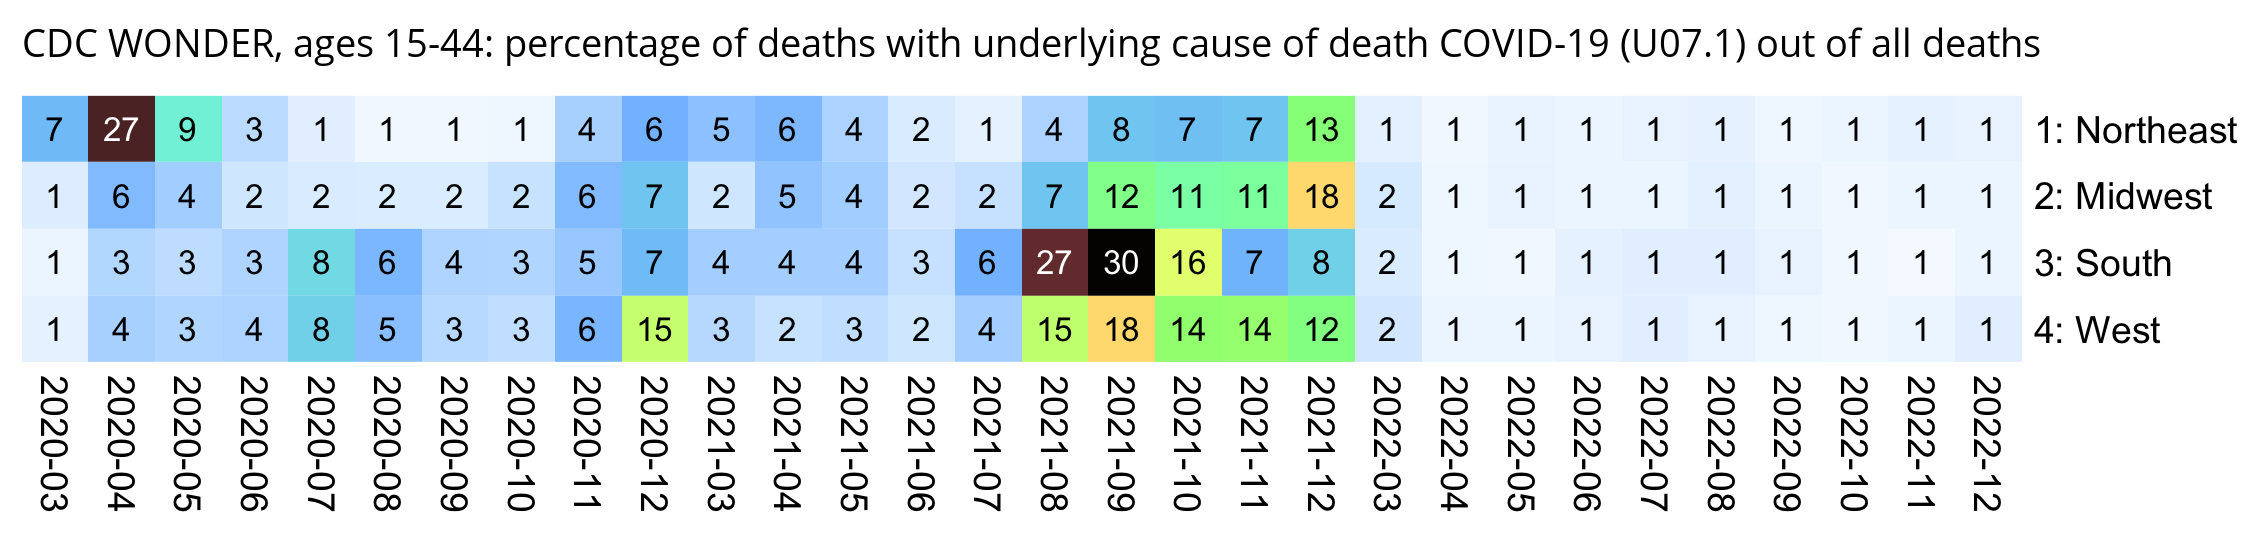 CDC WONDER, ages 15-44: percentage of deaths with underlying cause of death COVID-19 (U07.1) out of all deaths
7 27 9 3 1 1 1 1 4 6 5 6 4 2 1 4 8 7 7 13 1 1 1 1 1 1 1 1 1 1 1: Northeast
1 6 4 2 2 2 2 2 6 7 2 5 4 2 2 7 12 11 11 18 2 1 1 1 1 1 1 1 1 1 2: Midwest
1 3 3 3 8 6 4 3 5 7 4 4 4 3 6 27 30 16 7 8 2 1 1 1 1 1 1 1 1 1 3: South
1 4 3 4 8 5 3 3 6 15 3 2 3 2 4 15 18 14 14 12 2 1 1 1 1 1 1 1 1 1 4: West
2020-03 2020-04 2020-05 2020-06 2020-07 2020-08 2020-09 2020-10 2020-11 2020-12 2021-03 2021-04 2021-05 2021-06 2021-07 2021-08 2021-09 2021-10 2021-11 2021-12 2022-03 2022-04 2022-05 2022-06 2022-07 2022-08 2022-09 2022-10 2022-11 2022-12